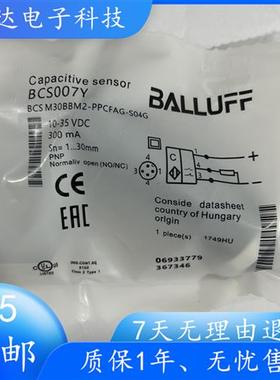 达电子科技
Capacitive sensor
BCS007Y
BCS M30BBM2-PPCFAG-S04G
BALLUFF
10-35 VDC
300 mA
Sn= 1...30mm
PNP
Normally open (NO/NC)
Conside datasheet
country of Hungary
origin
1 piece(s) 1749HU
06933779
367346
CE
EAC
5
邮
7天无理由退
质保1年、无忧售